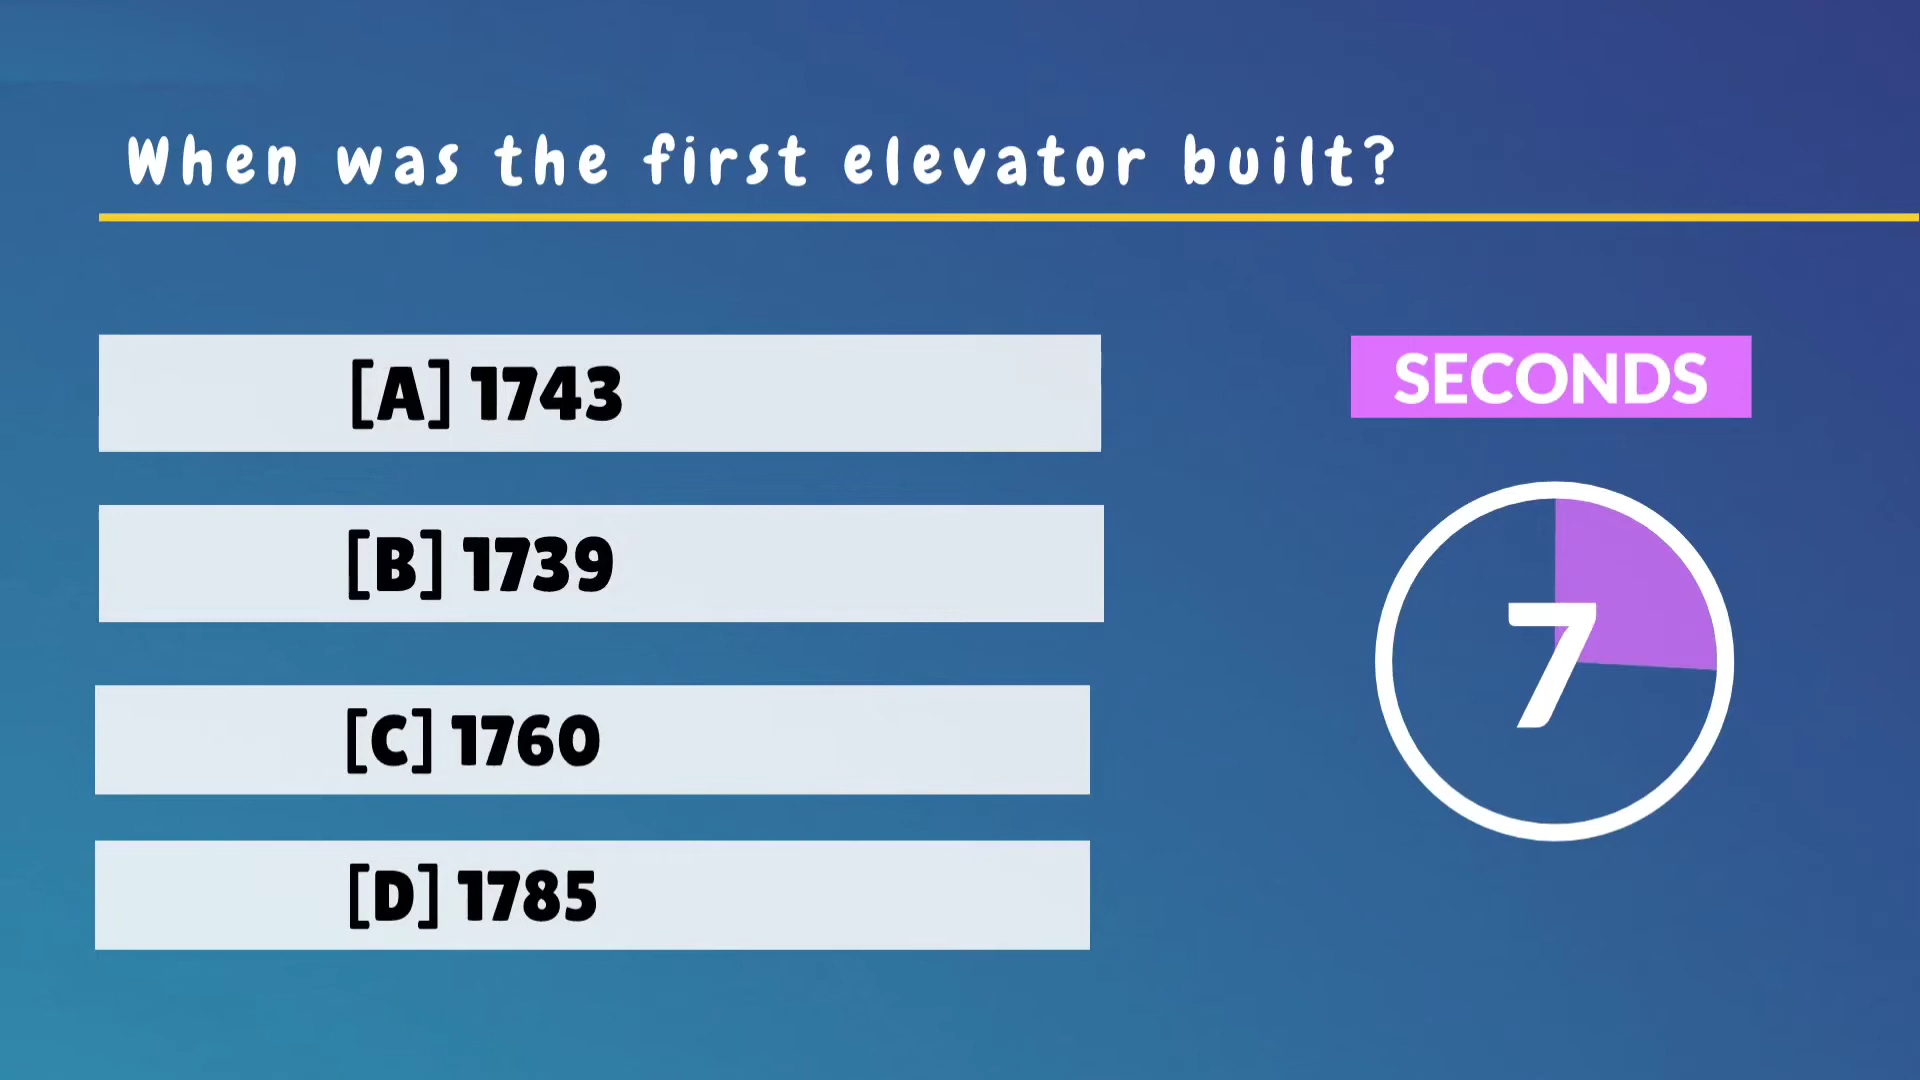 When was the first elevator built?
[A] 1743
[B] 1739
[C] 1760
[D] 1785
SECONDS
7